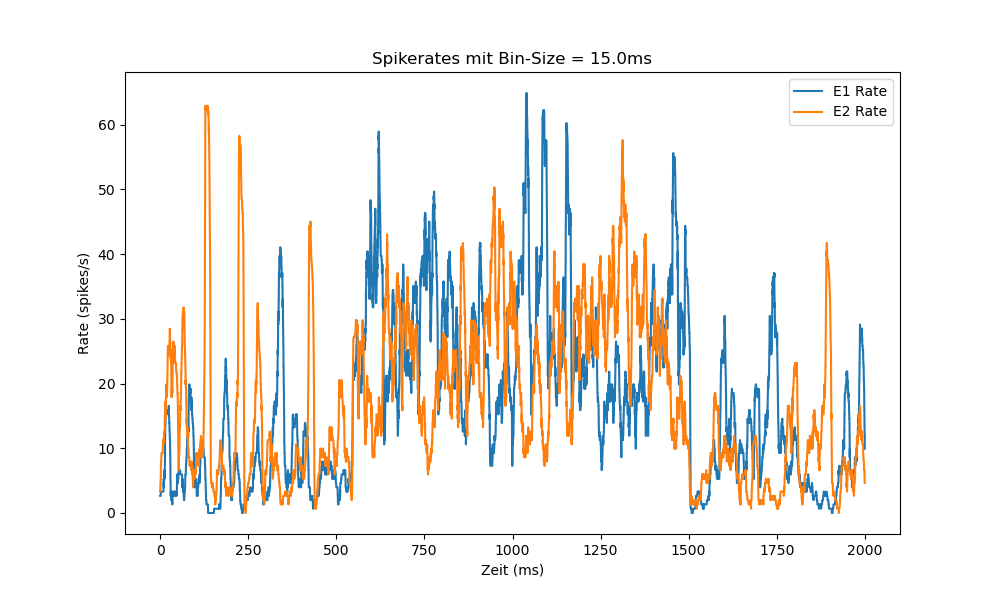 Spikerates mit Bin-Size = 15.0ms
E1 Rate
E2 Rate
Rate (spikes/s)
60
50
40
30
20
10
0
0 250 500 750 1000 1250 1500 1750 2000
Zeit (ms)